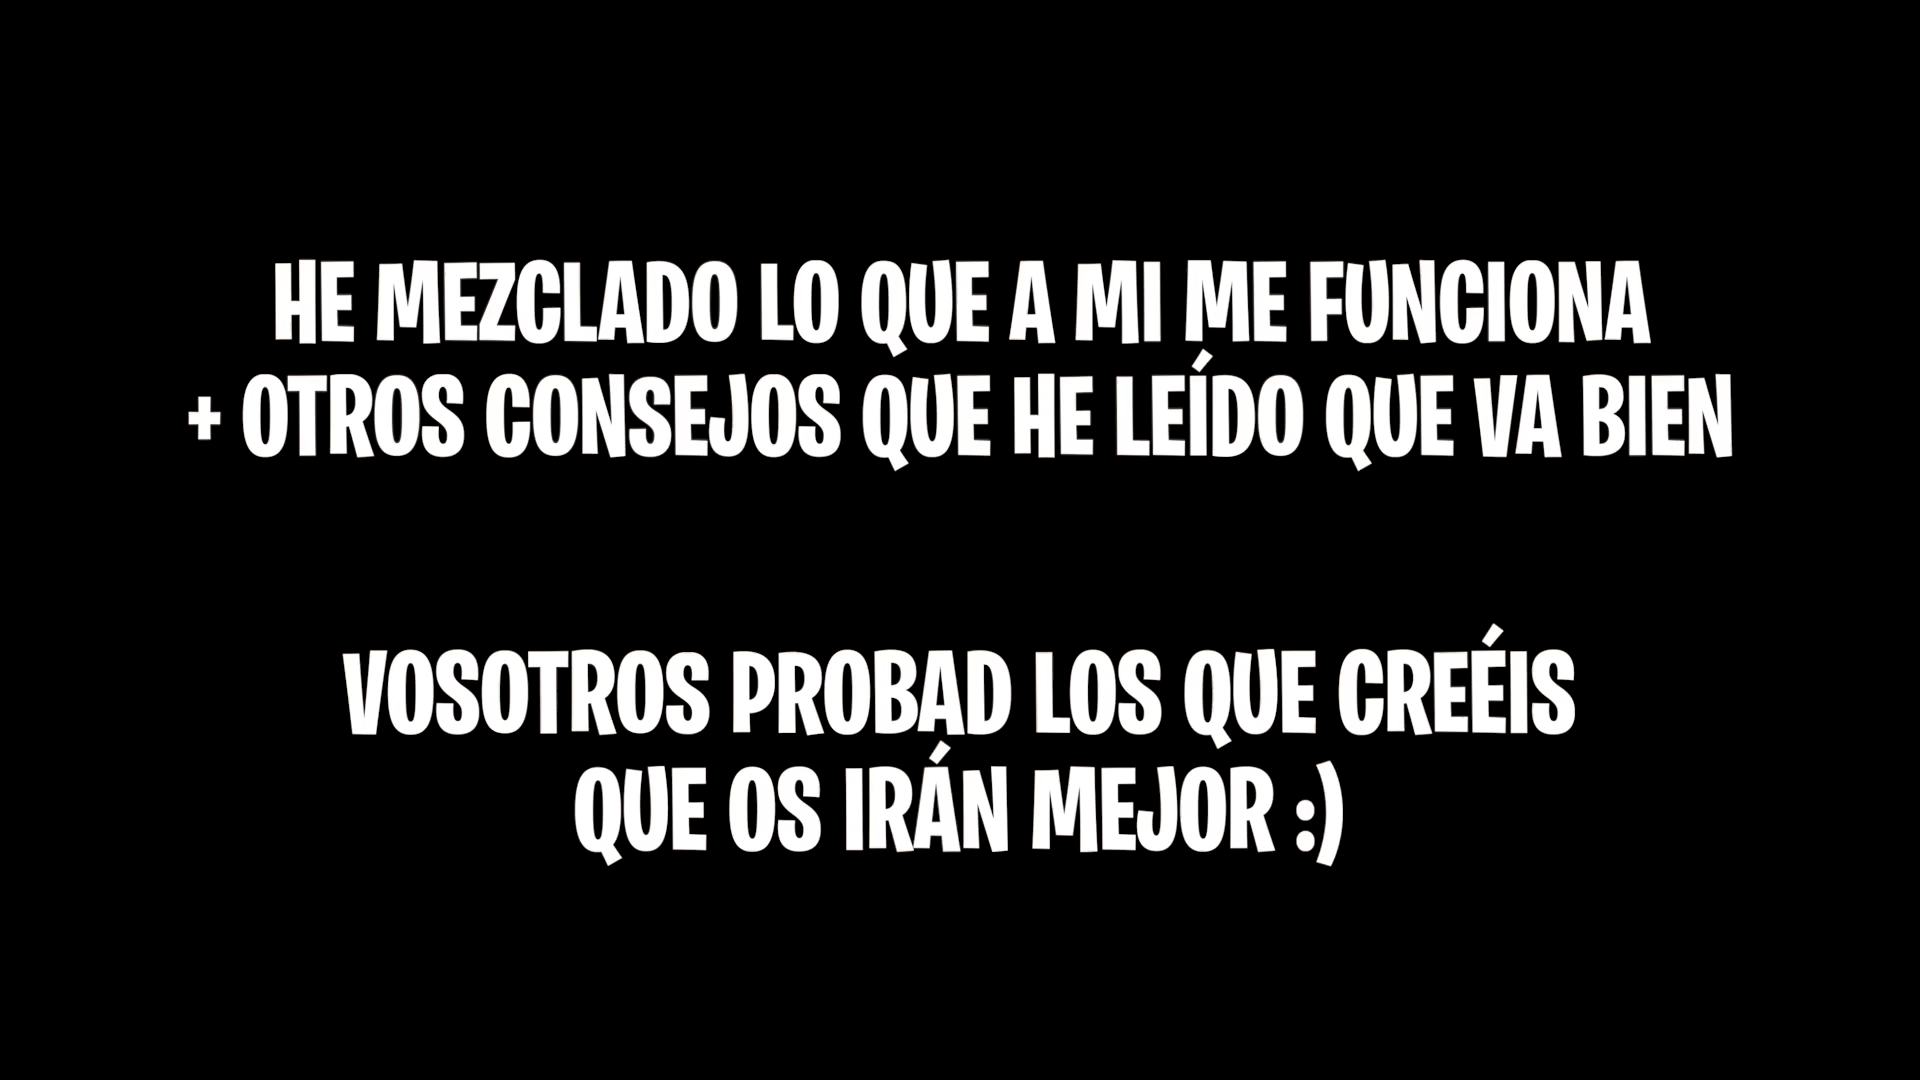 HE MEZCLADO LO QUE A MI ME FUNCIONA
+ OTROS CONSEJOS QUE HE LEÍDO QUE VA BIEN
VOSOTROS PROBAD LOS QUE CREÉIS
QUE OS IRÁN MEJOR :)